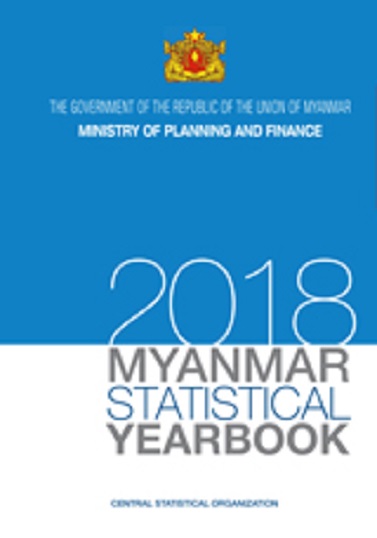 THE GOVERNMENT OF THE REPUBLIC OF THE UNION OF MYANMAR
MINISTRY OF PLANNING AND FINANCE
2018
MYANMAR
STATISTICAL
YEARBOOK
CENTRAL STATISTICAL ORGANIZATION